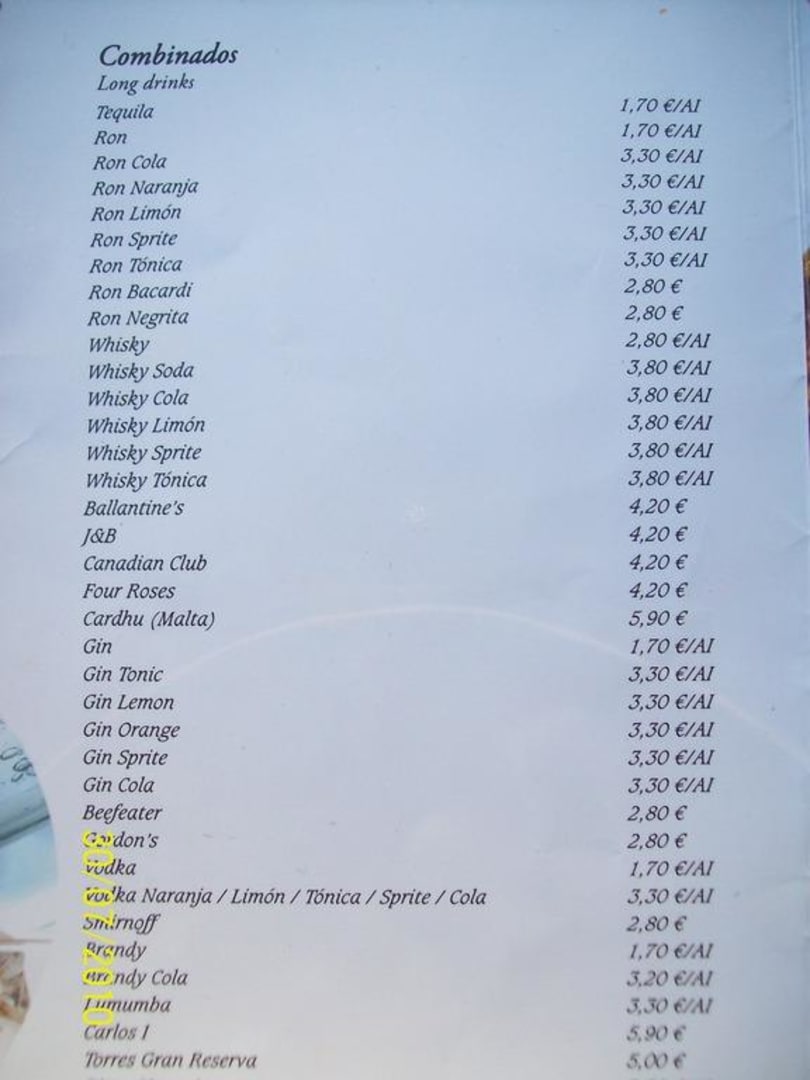 Combinados
Long drinks
Tequila 1,70 €/AI
Ron 1,70 €/AI
Ron Cola 3,30 €/AI
Ron Naranja 3,30 €/AI
Ron Limón 3,30 €/AI
Ron Sprite 3,30 €/AI
Ron Tónica 3,30 €/AI
Ron Bacardi 2,80 €
Ron Negrita 2,80 €
Whisky 2,80 €/AI
Whisky Soda 3,80 €/AI
Whisky Cola 3,80 €/AI
Whisky Limón 3,80 €/AI
Whisky Sprite 3,80 €/AI
Whisky Tónica 3,80 €/AI
Ballantine's 4,20 €
J&B 4,20 €
Canadian Club 4,20 €
Four Roses 4,20 €
Cardhu (Malta) 5,90 €
Gin 1,70 €/AI
Gin Tonic 3,30 €/AI
Gin Lemon 3,30 €/AI
Gin Orange 3,30 €/AI
Gin Sprite 3,30 €/AI
Gin Cola 3,30 €/AI
Beefeater 2,80 €
Gordon's 2,80 €
Vodka 1,70 €/AI
Vodka Naranja / Limón / Tónica / Sprite / Cola 3,30 €/AI
Smirnoff 2,80 €
Brandy 1,70 €/AI
Brandy Cola 3,20 €/AI
Lumumba 3,30 €/AI
Carlos I 5,90 €
Torres Gran Reserva 5,00 €
30/07/2010